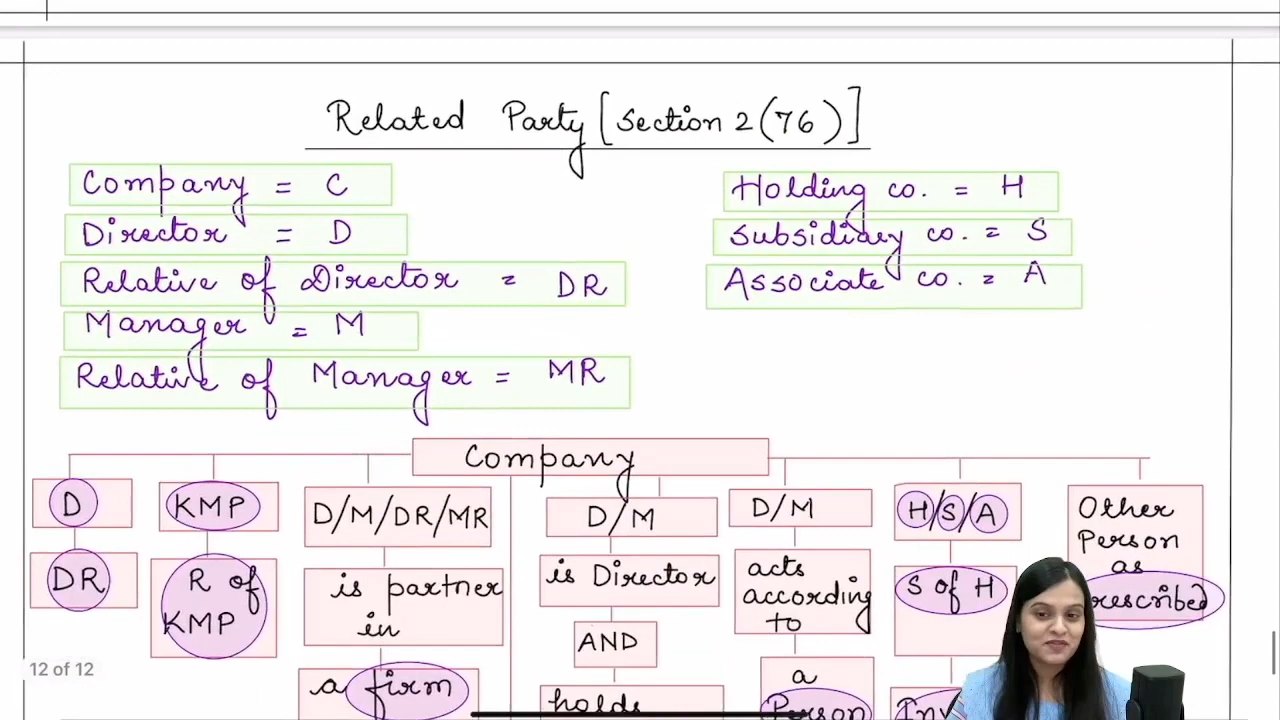 Related Party [Section 2(76)]
Company = C
Director = D
Relative of Director = DR
Manager = M
Relative of Manager = MR
Holding co. = H
Subsidiary co. = S
Associate co. = A
Company
D
DR
KMP
R of
KMP
D/M/DR/MR
is partner
in
a firm
D/M
is Director
AND
holds
D/M
acts
according
to
a
Person
H/S/A
S of H
Other
Person
as
12 of 12